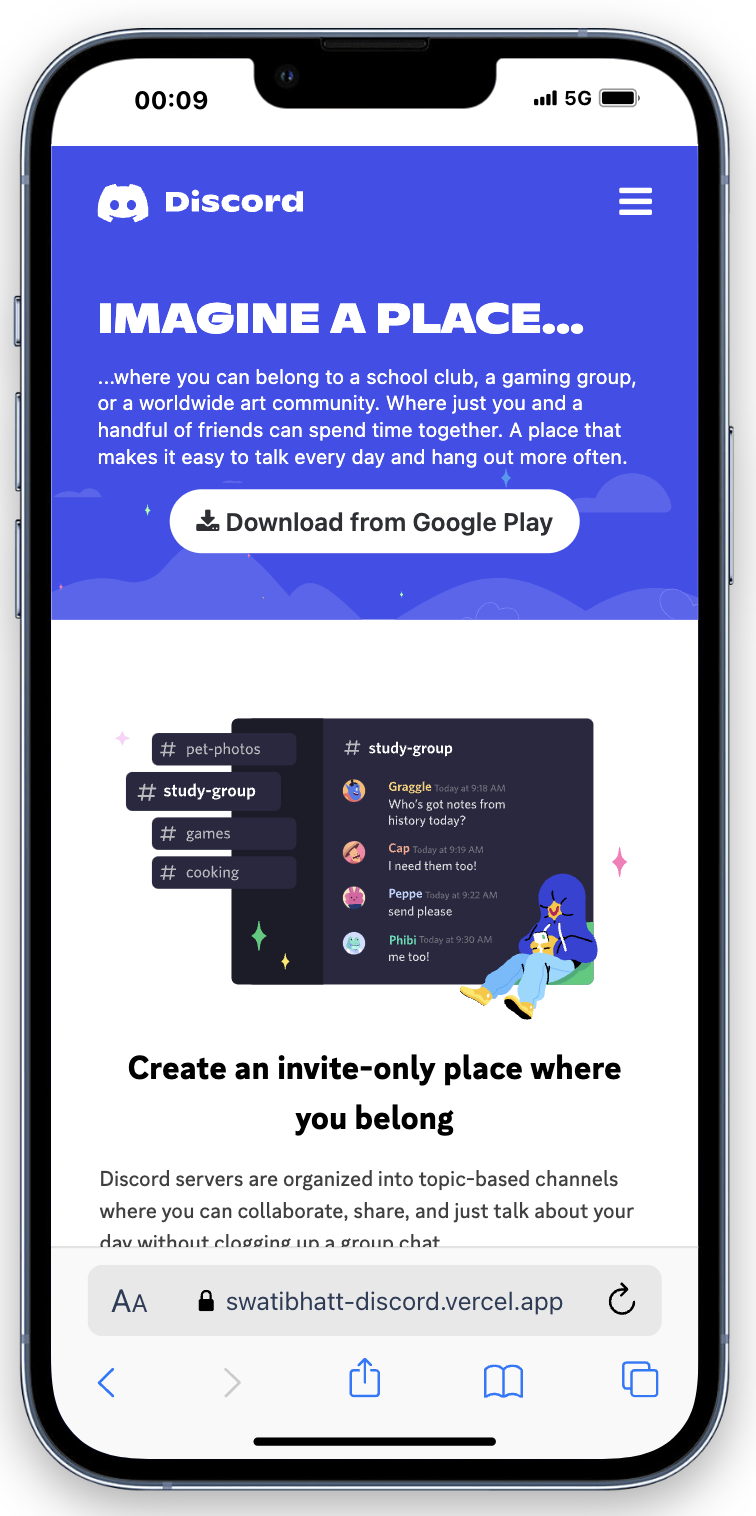 00:09
5G
Discord
IMAGINE A PLACE...
...where you can belong to a school club, a gaming group,
or a worldwide art community. Where just you and a
handful of friends can spend time together. A place that
makes it easy to talk every day and hang out more often.
Download from Google Play
# pet-photos
# study-group
# games
# cooking
# study-group
Graggle Today at 9:18 AM
Who's got notes from
history today?
Cap Today at 9:19 AM
I need them too!
Peppe Today at 9:22 AM
send please
Phibi Today at 9:30 AM
me too!
Create an invite-only place where
you belong
Discord servers are organized into topic-based channels
where you can collaborate, share, and just talk about your
day without clogging up a group chat.
AA
swatibhatt-discord.vercel.app